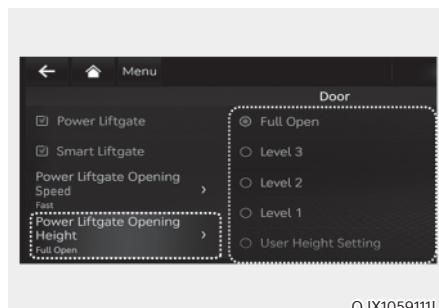 Menu
Door
Power Liftgate
Smart Liftgate
Power Liftgate Opening
Speed
Fast
Power Liftgate Opening
Height
Full Open
Full Open
Level 3
Level 2
Level 1
User Height Setting
OJX1059111L